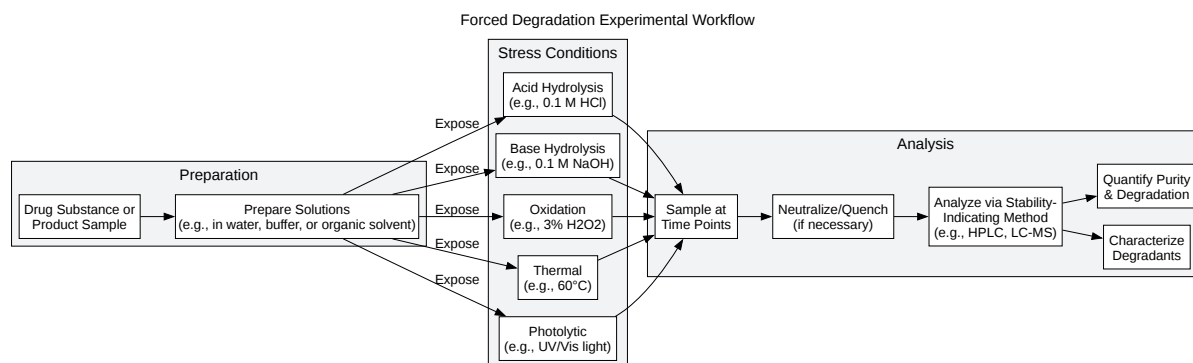 Forced Degradation Experimental Workflow
Preparation
Drug Substance or
Product Sample
Prepare Solutions
(e.g., in water, buffer, or organic solvent)
Expose
Expose
Expose
Expose
Expose
Stress Conditions
Acid Hydrolysis
(e.g., 0.1 M HCl)
Base Hydrolysis
(e.g., 0.1 M NaOH)
Oxidation
(e.g., 3% H2O2)
Thermal
(e.g., 60°C)
Photolytic
(e.g., UV/Vis light)
Analysis
Sample at
Time Points
Neutralize/Quench
(if necessary)
Analyze via Stability-
Indicating Method
(e.g., HPLC, LC-MS)
Quantify Purity
& Degradation
Characterize
Degradants